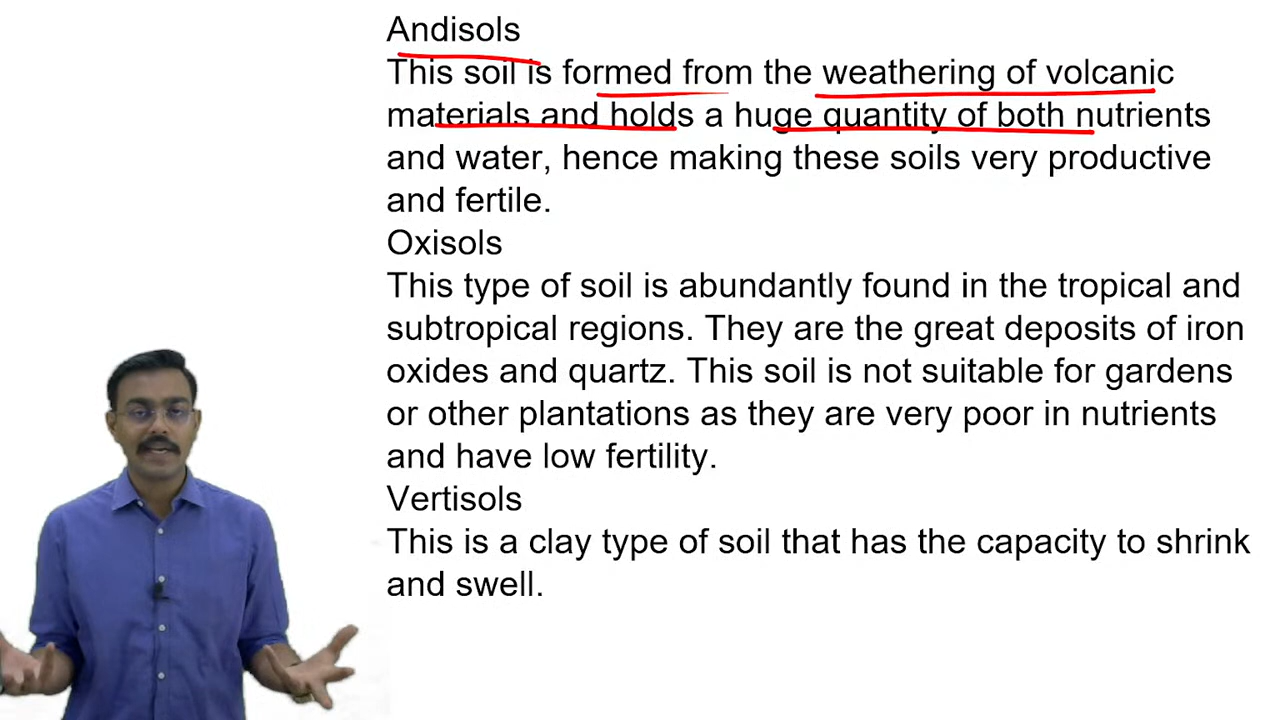 Andisols
This soil is formed from the weathering of volcanic
materials and holds a huge quantity of both nutrients
and water, hence making these soils very productive
and fertile.
Oxisols
This type of soil is abundantly found in the tropical and
subtropical regions. They are the great deposits of iron
oxides and quartz. This soil is not suitable for gardens
or other plantations as they are very poor in nutrients
and have low fertility.
Vertisols
This is a clay type of soil that has the capacity to shrink
and swell.